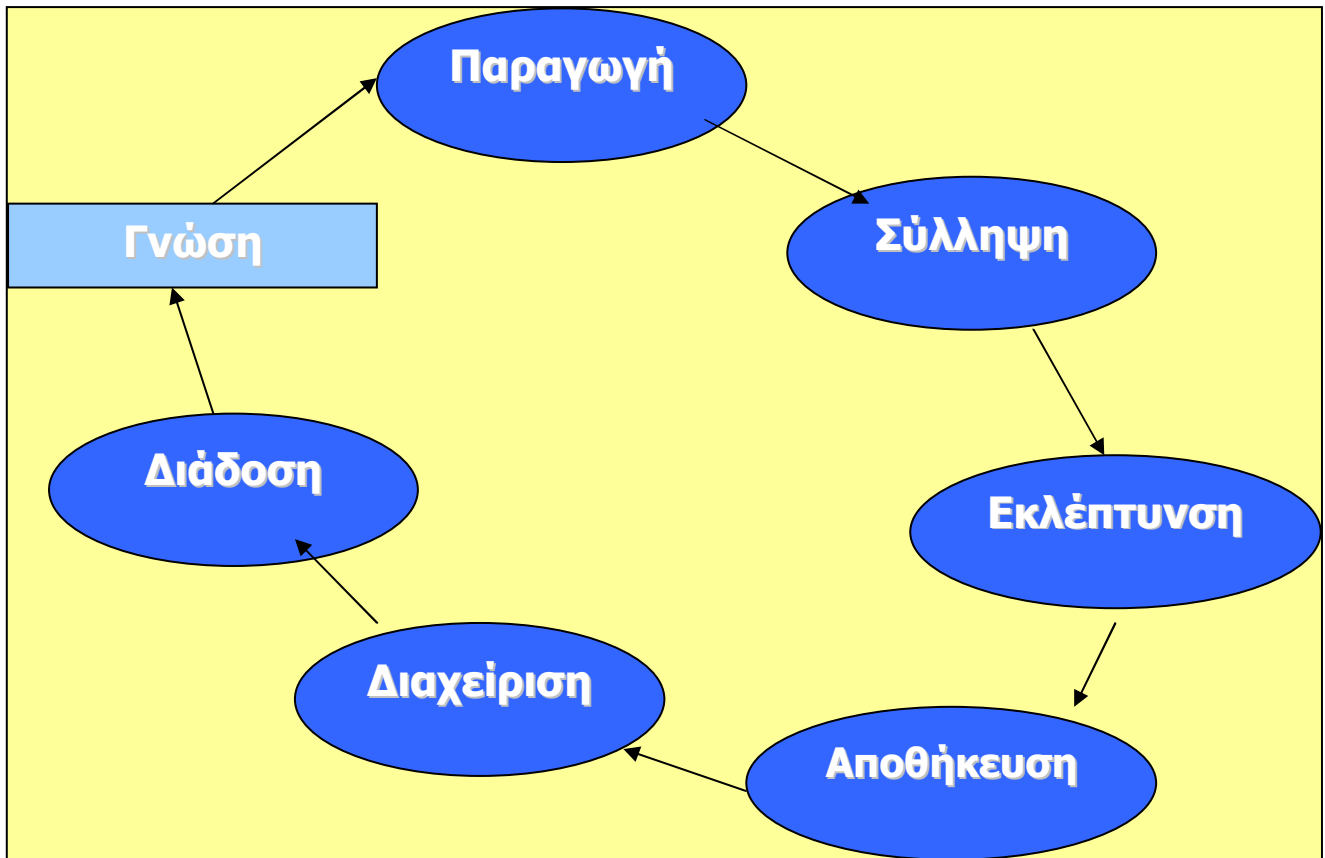 Παραγωγή
Σύλληψη
Γνώση
Διάδοση
Εκλέπτυνση
Διαχείριση
Αποθήκευση